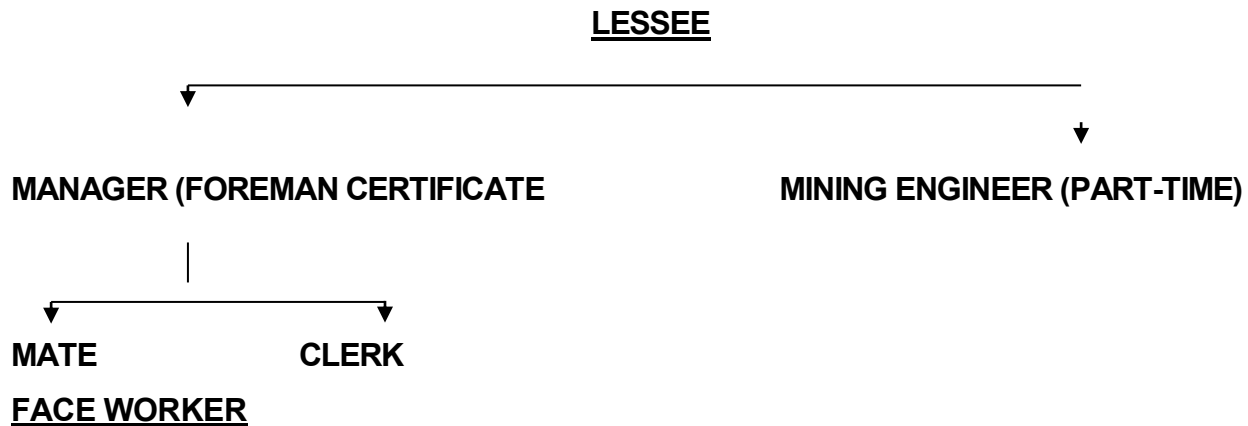 LESSEE
MANAGER (FOREMAN CERTIFICATE MINING ENGINEER (PART-TIME)
MATE CLERK
FACE WORKER